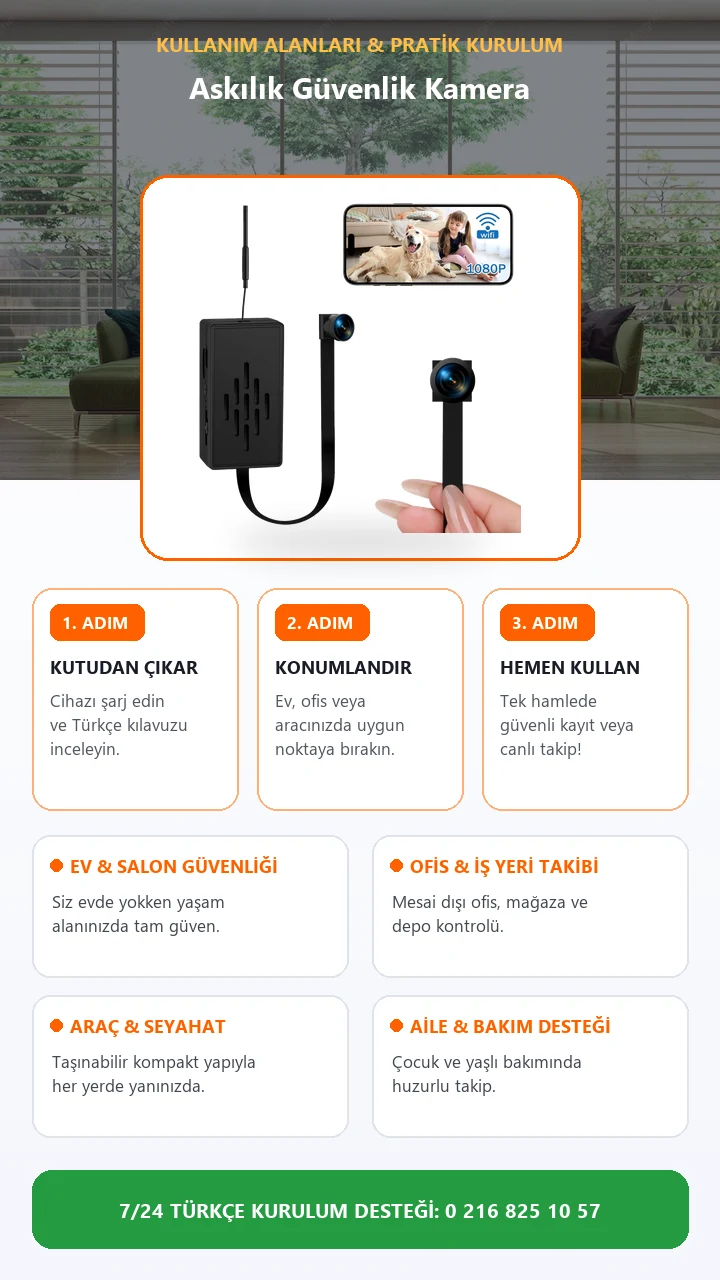 KULLANIM ALANLARI & PRATİK KURULUM
Askılık Güvenlik Kamera
wifi
1080P
1. ADIM
KUTUDAN ÇIKAR
Cihazı şarj edin
ve Türkçe kılavuzu
inceleyin.
2. ADIM
KONUMLANDIR
Ev, ofis veya
aracınızda uygun
noktaya bırakın.
3. ADIM
HEMEN KULLAN
Tek hamlede
güvenli kayıt veya
canlı takip!
EV & SALON GÜVENLİĞİ
Siz evde yokken yaşam
alanınızda tam güven.
OFİS & İŞ YERİ TAKİBİ
Mesai dışı ofis, mağaza ve
depo kontrolü.
ARAÇ & SEYAHAT
Taşınabilir kompakt yapıyla
her yerde yanınızda.
AİLE & BAKIM DESTEĞİ
Çocuk ve yaşlı bakımında
huzurlu takip.
7/24 TÜRKÇE KURULUM DESTEĞİ: 0 216 825 10 57